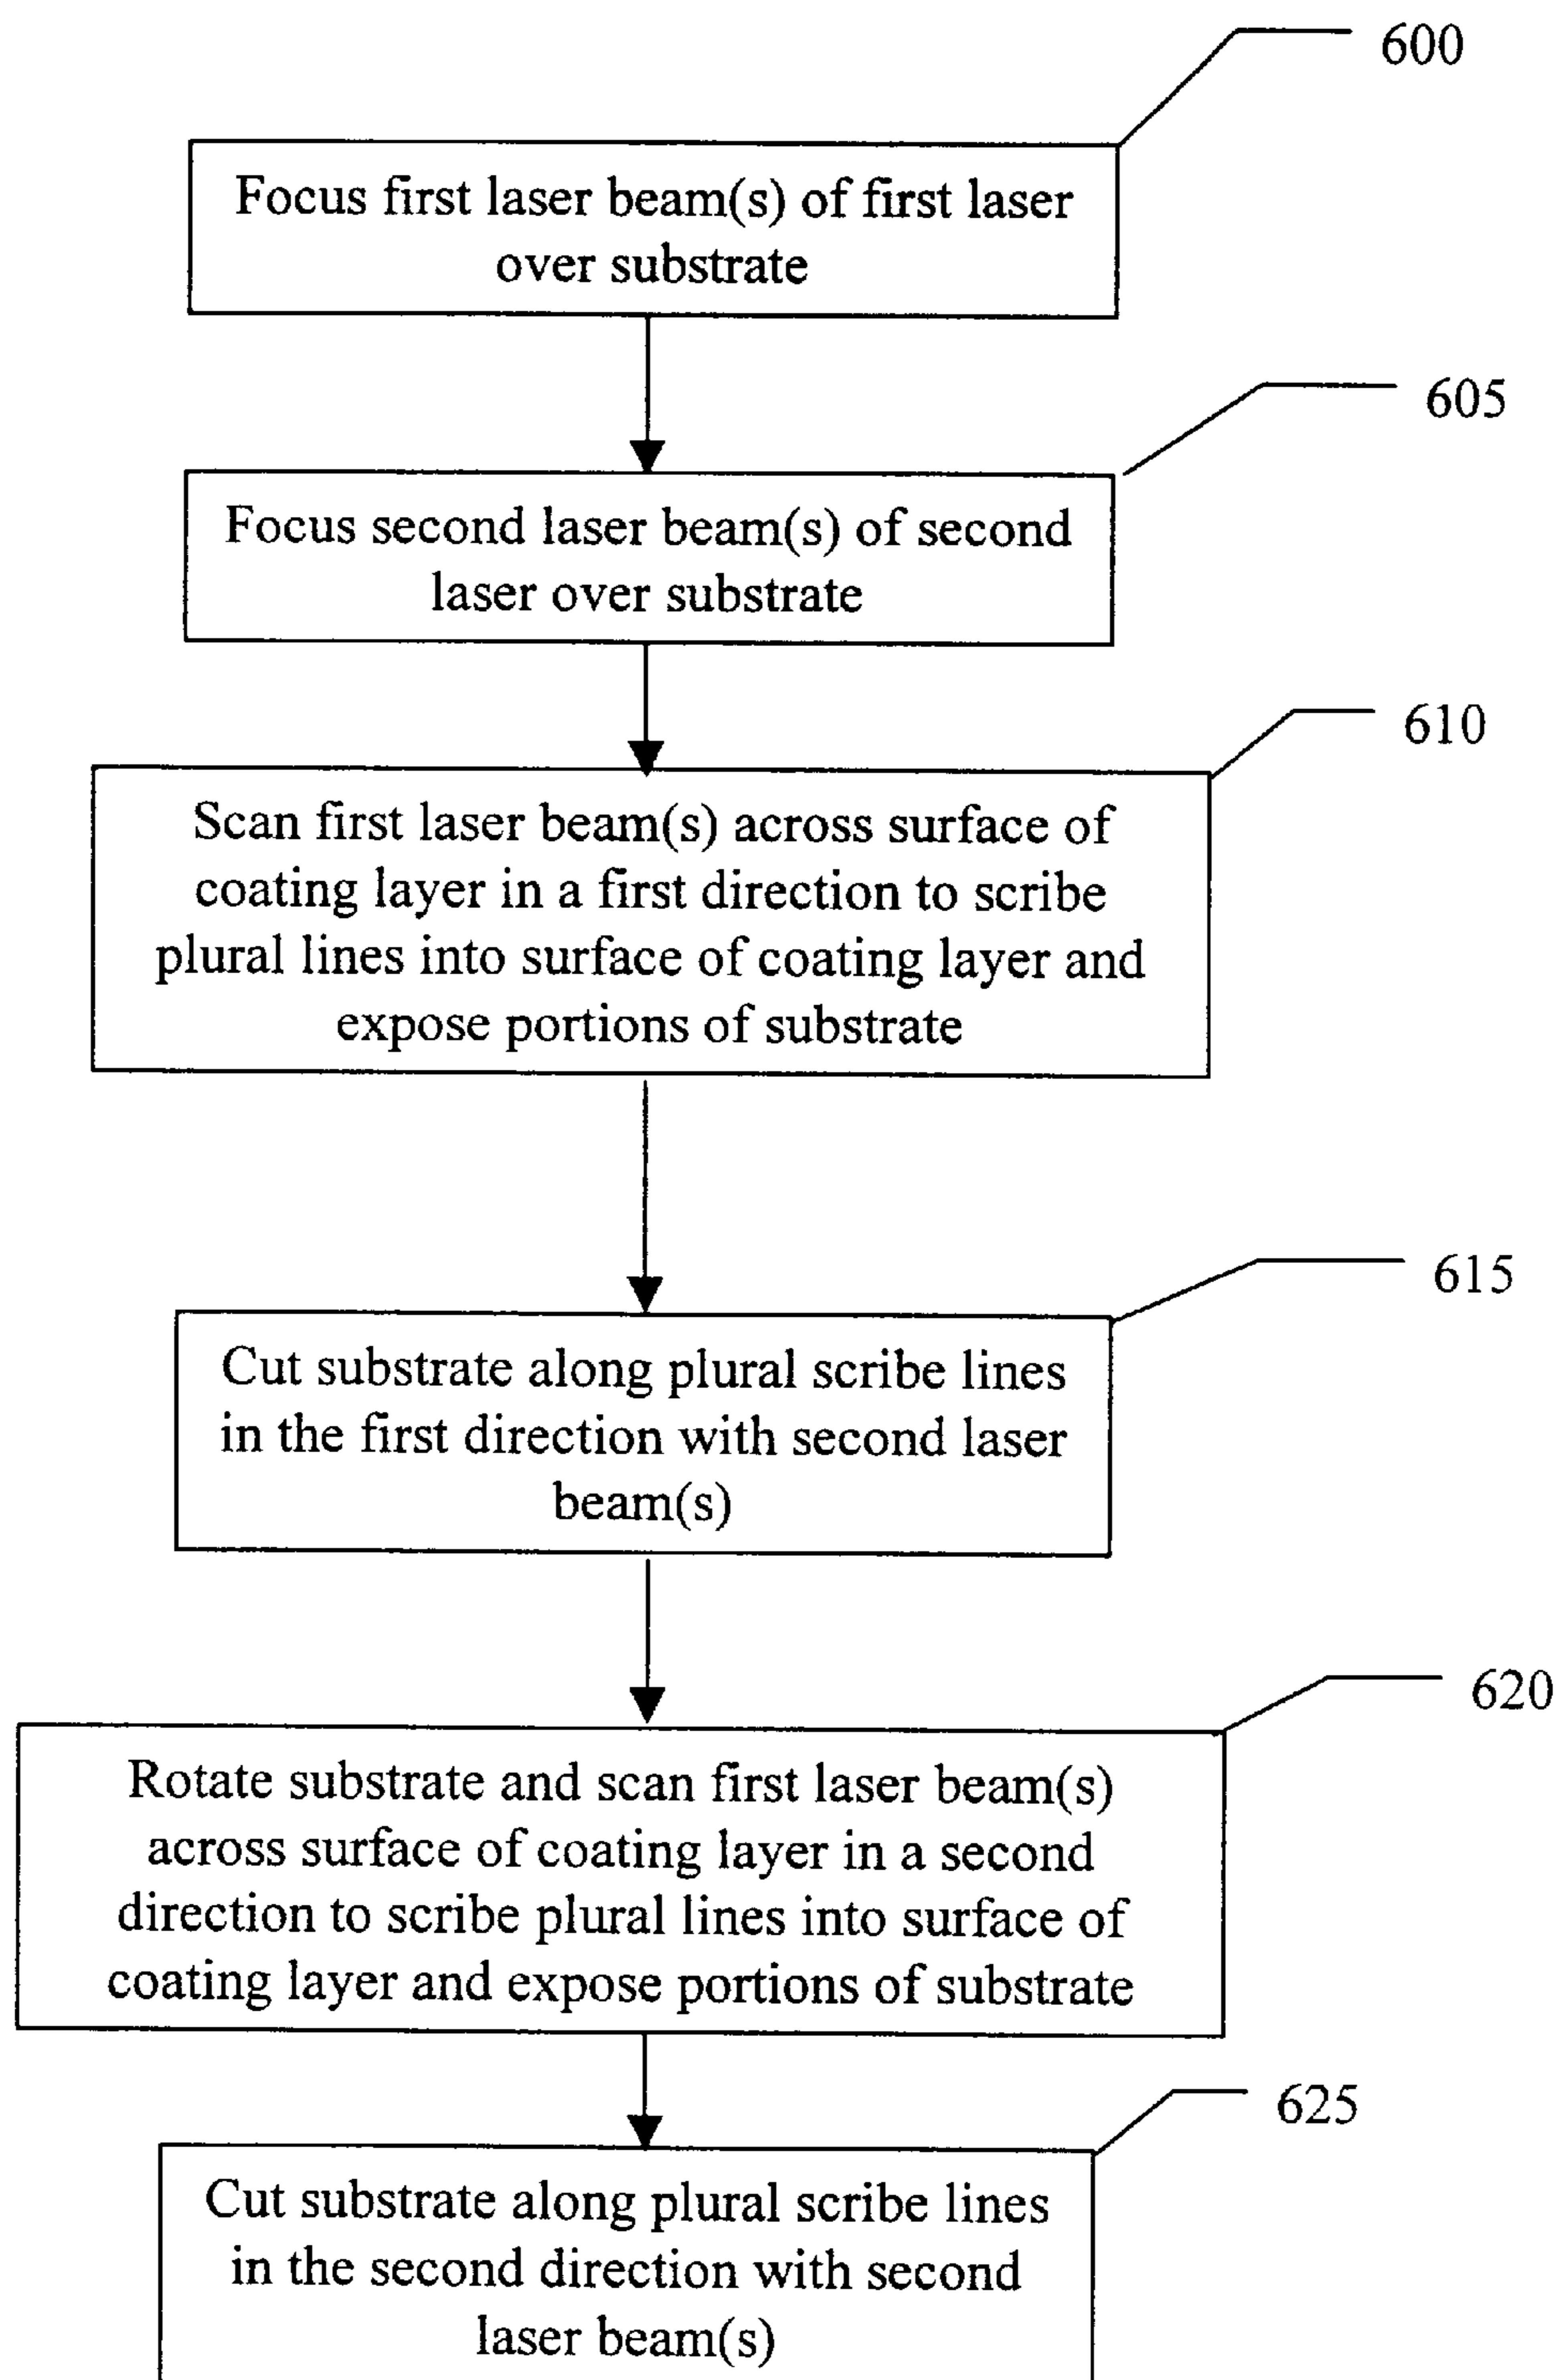 600
Focus first laser beam(s) of first laser
over substrate
605
Focus second laser beam(s) of second
laser over substrate
610
Scan first laser beam(s) across surface of
coating layer in a first direction to scribe
plural lines into surface of coating layer and
expose portions of substrate
615
Cut substrate along plural scribe lines
in the first direction with second laser
beam(s)
620
Rotate substrate and scan first laser beam(s)
across surface of coating layer in a second
direction to scribe plural lines into surface of
coating layer and expose portions of substrate
625
Cut substrate along plural scribe lines
in the second direction with second
laser beam(s)